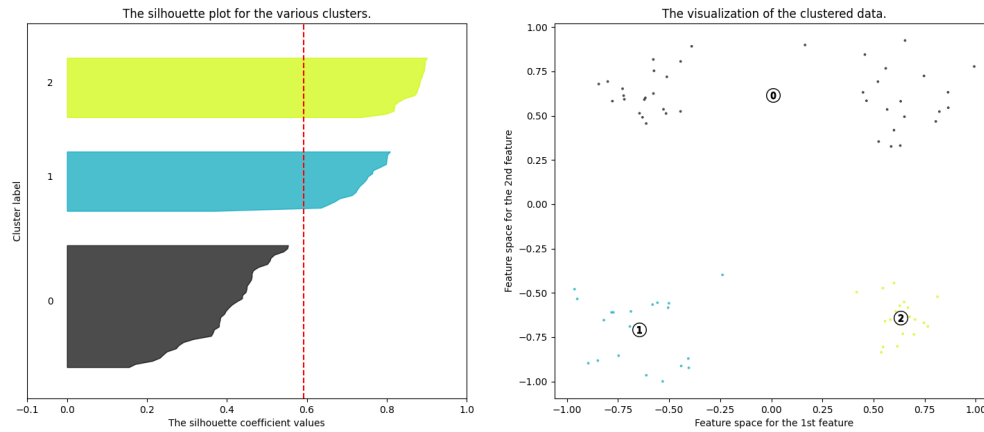 The silhouette plot for the various clusters.
Cluster label
2
1
0
−0.1 0.0 0.2 0.4 0.6 0.8 1.0
The silhouette coefficient values
The visualization of the clustered data.
Feature space for the 2nd feature
1.00
0.75
0.50
0.25
0.00
−0.25
−0.50
−0.75
−1.00
0
1
2
−1.00 −0.75 −0.50 −0.25 0.00 0.25 0.50 0.75 1.00
Feature space for the 1st feature